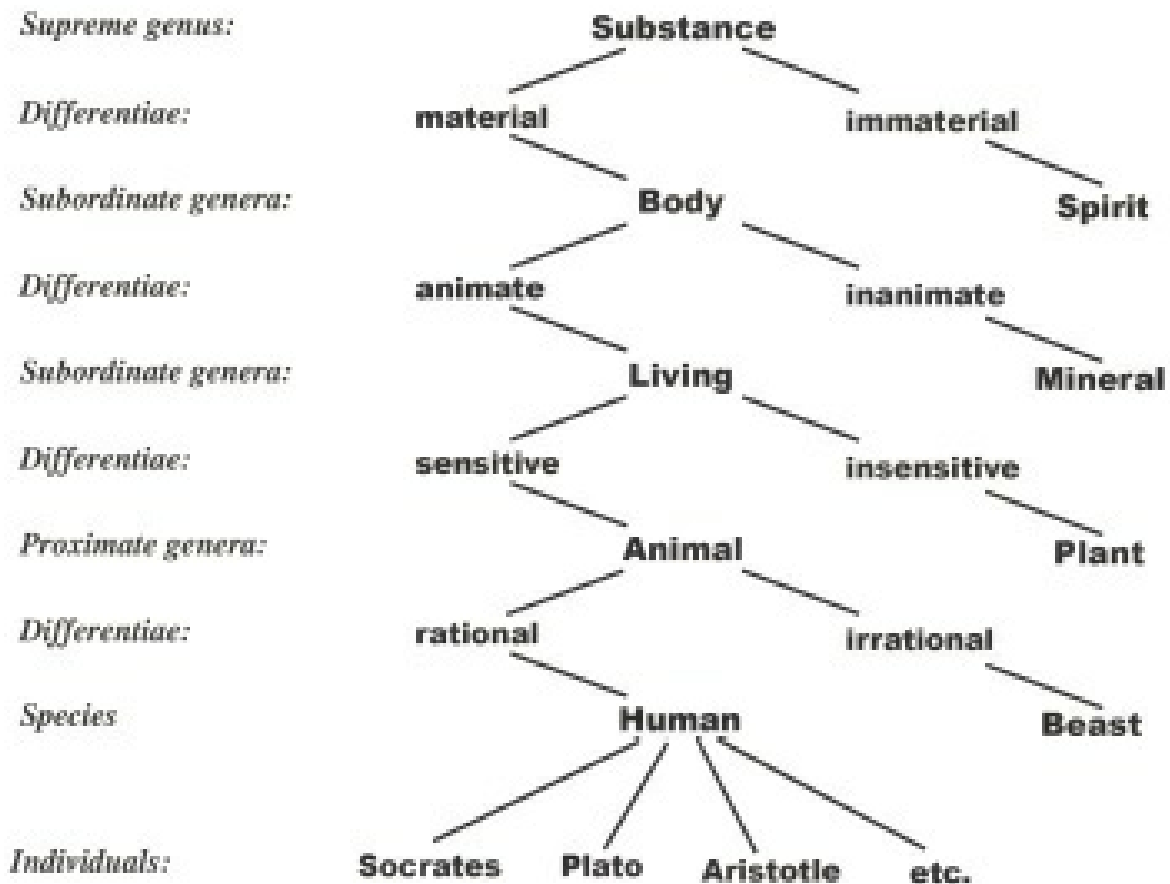 Supreme genus: Substance
Differentiae: material immaterial
Subordinate genera: Body Spirit
Differentiae: animate inanimate
Subordinate genera: Living Mineral
Differentiae: sensitive insensitive
Proximate genera: Animal Plant
Differentiae: rational irrational
Species Human Beast
Individuals: Socrates Plato Aristotle etc.